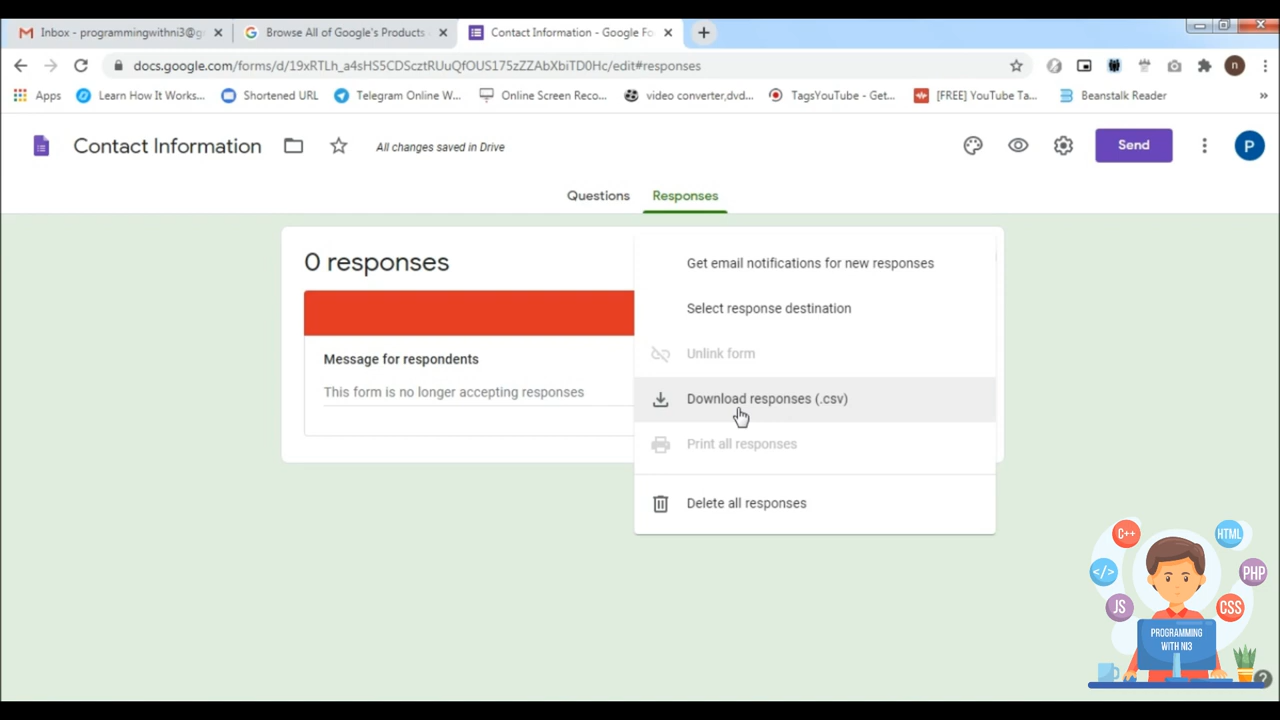 Inbox - programmingwithni3@g
Browse All of Google's Products
Contact Information - Google Fo
docs.google.com/forms/d/19xRTLh_a4sHS5CDScztRUuQfOUS175zZZAbXbiTD0Hc/edit#responses
n
Apps
Learn How It Works...
Shortened URL
Telegram Online W...
Online Screen Reco...
video converter,dvd...
TagsYouTube - Get...
[FREE] YouTube Ta...
Beanstalk Reader
»
Contact Information
All changes saved in Drive
Send
P
Questions
Responses
0 responses
Get email notifications for new responses
Select response destination
Message for respondents
Unlink form
This form is no longer accepting responses
Download responses (.csv)
Print all responses
Delete all responses
C++
HTML
</>
PHP
JS
CSS
PROGRAMMING
WITH NI3
?